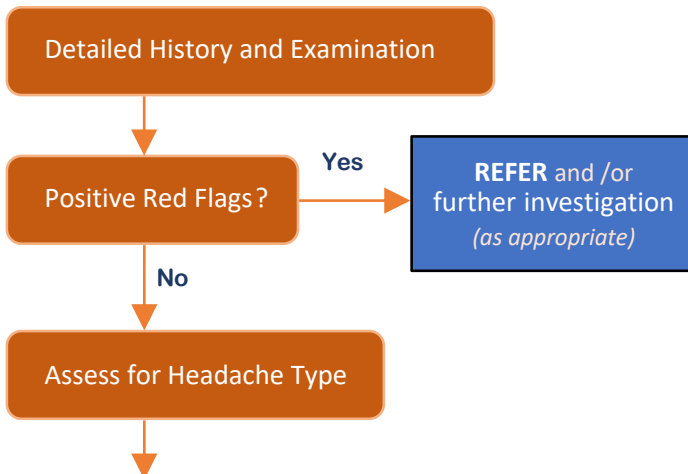 Detailed History and Examination
Yes
Positive Red Flags?
REFER and /or
further investigation
(as appropriate)
No
Assess for Headache Type